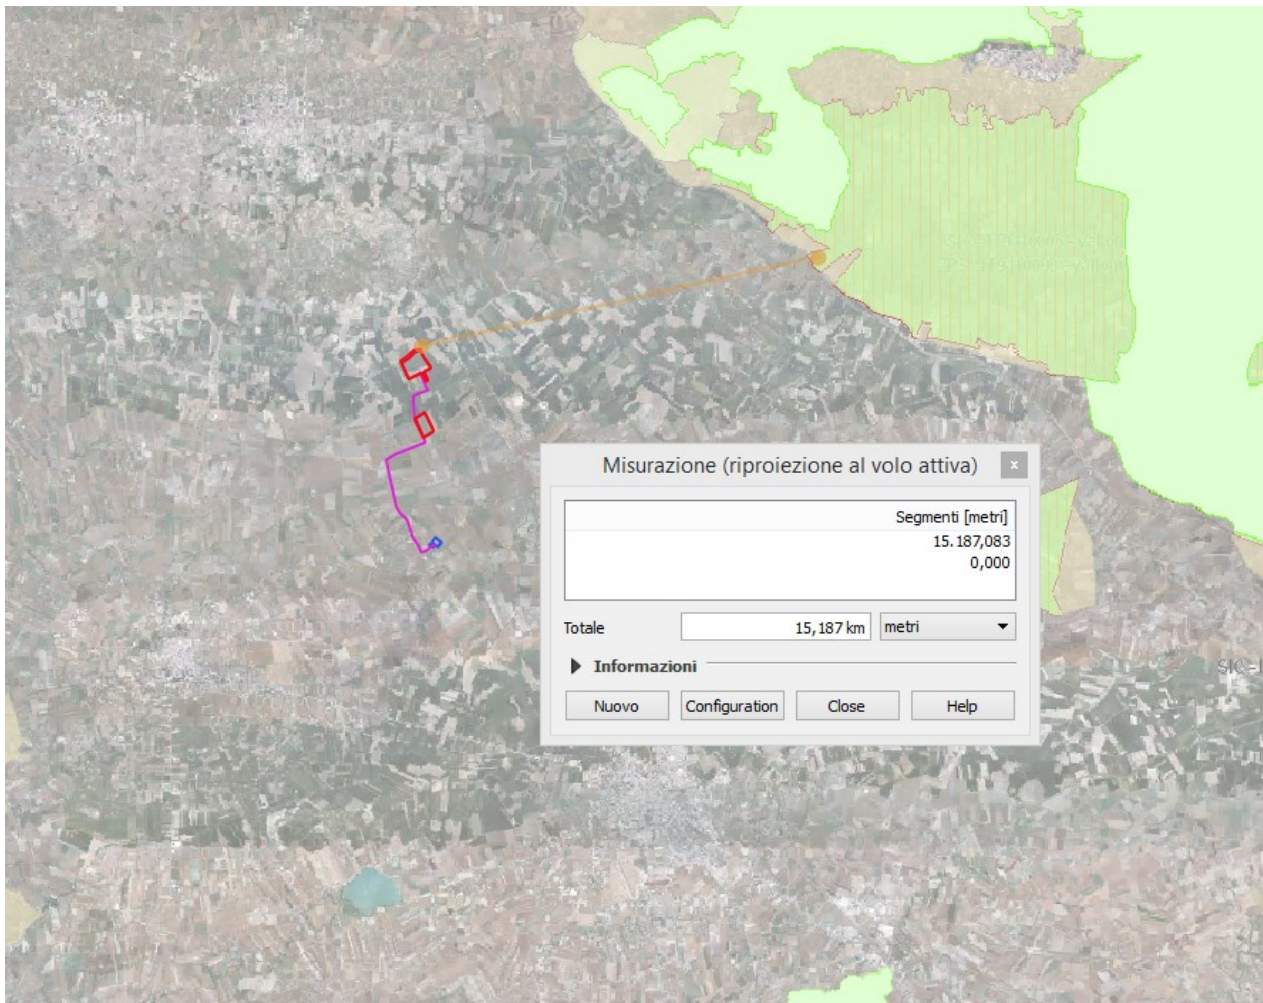 Misurazione (riproiezione al volo attiva)
x
Segmenti [metri]
15.187,083
0,000
Totale
15,187 km
metri
Informazioni
Nuovo
Configuration
Close
Help
SIC-I